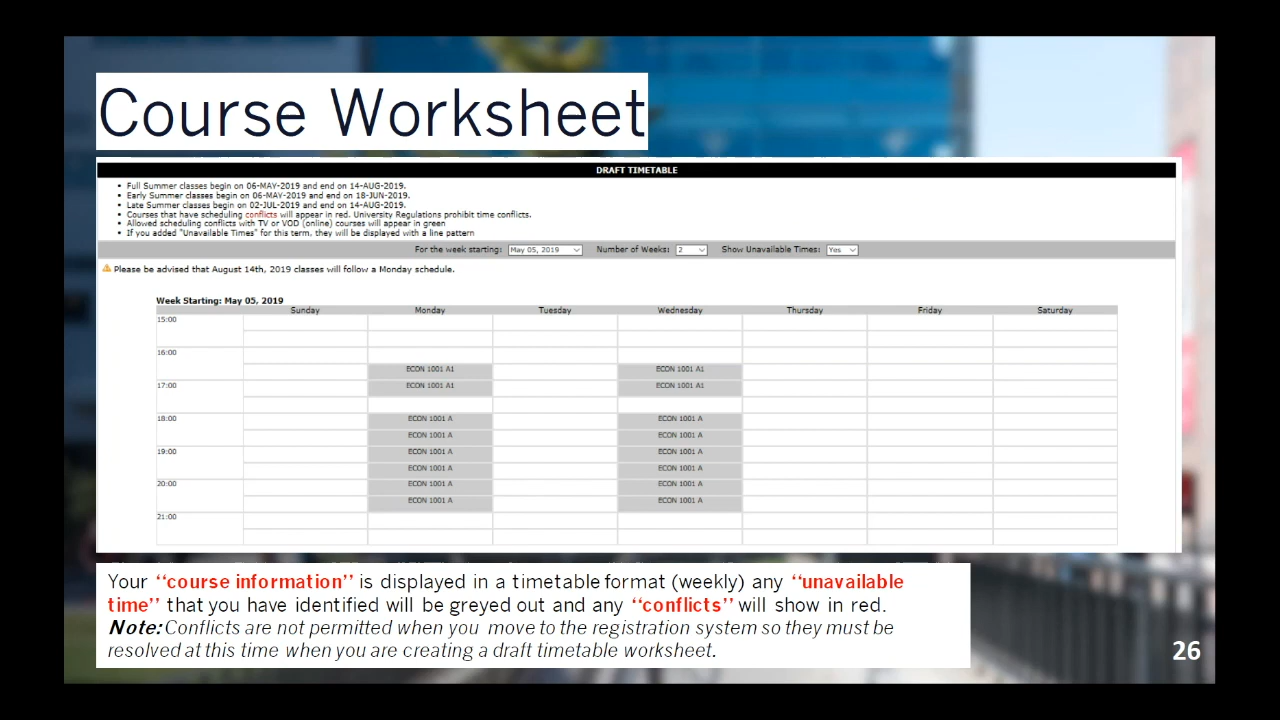 Course Worksheet
DRAFT TIMETABLE
• Full Summer classes begin on 06-MAY-2019 and end on 14-AUG-2019.
• Early Summer classes begin on 06-MAY-2019 and end on 18-JUN-2019.
• Late Summer classes begin on 02-JUL-2019 and end on 14-AUG-2019.
• Courses that have scheduling conflicts will appear in red. University Regulations prohibit time conflicts.
• Allowed scheduling conflicts with TV or VOD (online) courses will appear in green
• If you added "Unavailable Times" for this term, they will be displayed with a line pattern
For the week starting: May 05, 2019 Number of Weeks: 2 Show Unavailable Times: Yes
Please be advised that August 14th, 2019 classes will follow a Monday schedule.
Week Starting: May 05, 2019
Sunday Monday Tuesday Wednesday Thursday Friday Saturday
15:00
16:00
ECON 1001 A1 ECON 1001 A1
17:00 ECON 1001 A1 ECON 1001 A1
18:00 ECON 1001 A ECON 1001 A
ECON 1001 A ECON 1001 A
19:00 ECON 1001 A ECON 1001 A
ECON 1001 A ECON 1001 A
20:00 ECON 1001 A ECON 1001 A
ECON 1001 A ECON 1001 A
21:00
Your "course information" is displayed in a timetable format (weekly) any "unavailable
time" that you have identified will be greyed out and any "conflicts" will show in red.
Note: Conflicts are not permitted when you move to the registration system so they must be
resolved at this time when you are creating a draft timetable worksheet.
26